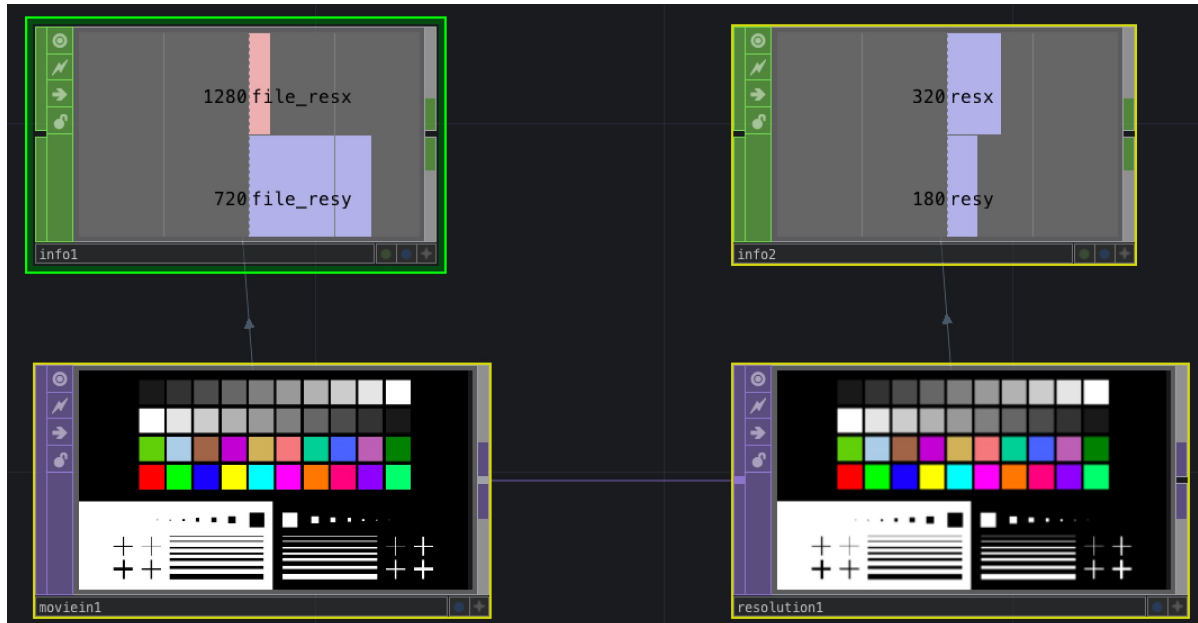 1280 file_resx
720 file_resy
info1
320 resx
180 resy
info2
moviein1
resolution1